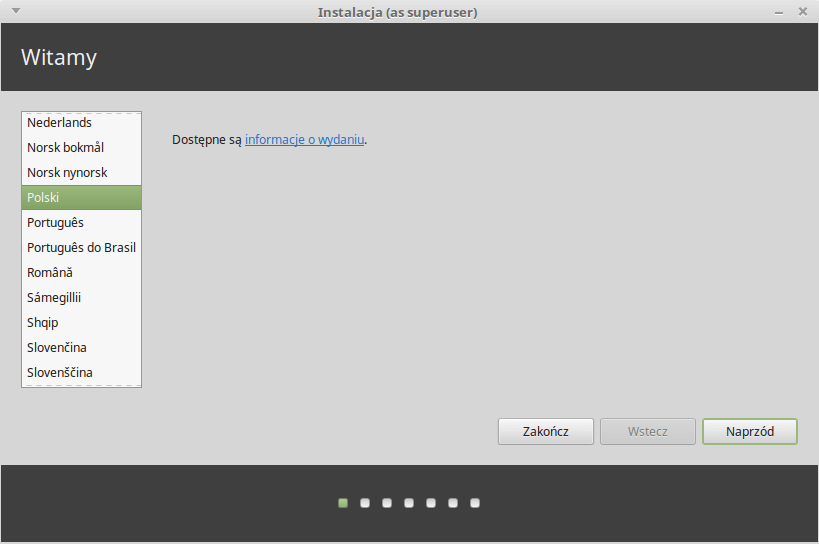 Instalacja (as superuser)
Witamy
Nederlands
Norsk bokmål
Norsk nynorsk
Polski
Português
Português do Brasil
Română
Sámegillii
Shqip
Slovenčina
Slovenščina
Dostępne są informacje o wydaniu.
Zakończ
Wstecz
Naprzód